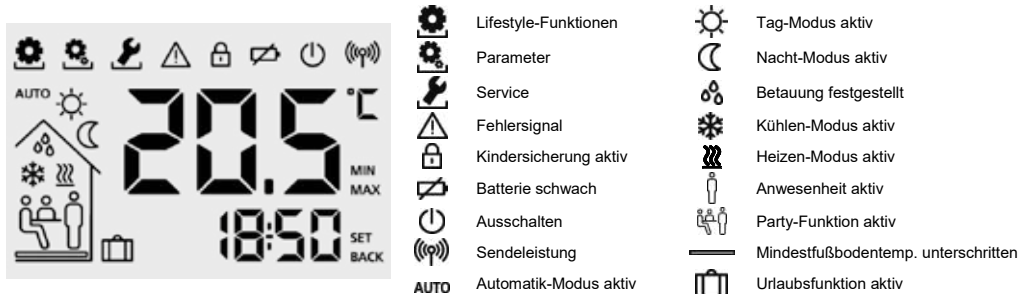 AUTO
20.5 °C
MIN
MAX
18:50
SET
BACK
Lifestyle-Funktionen
Parameter
Service
Fehlersignal
Kindersicherung aktiv
Batterie schwach
Ausschalten
Sendeleistung
AUTO Automatik-Modus aktiv
Tag-Modus aktiv
Nacht-Modus aktiv
Betauung festgestellt
Kühlen-Modus aktiv
Heizen-Modus aktiv
Anwesenheit aktiv
Party-Funktion aktiv
Mindestfußbodentemp. unterschritten
Urlaubsfunktion aktiv